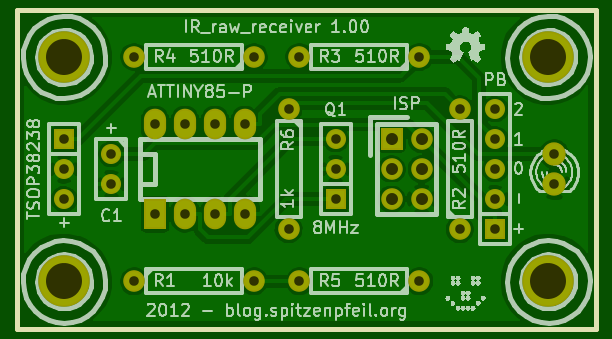 IR_raw_receiver 1.00
R4 510R
R3 510R
PB
ATTINY85-P
Q1
ISP
2
1
0
-
+
TSOP38238
+
+
C1
R6 1k
8MHz
R2 510R
R1 10k
R5 510R
2012 - blog.spitzenpfeil.org